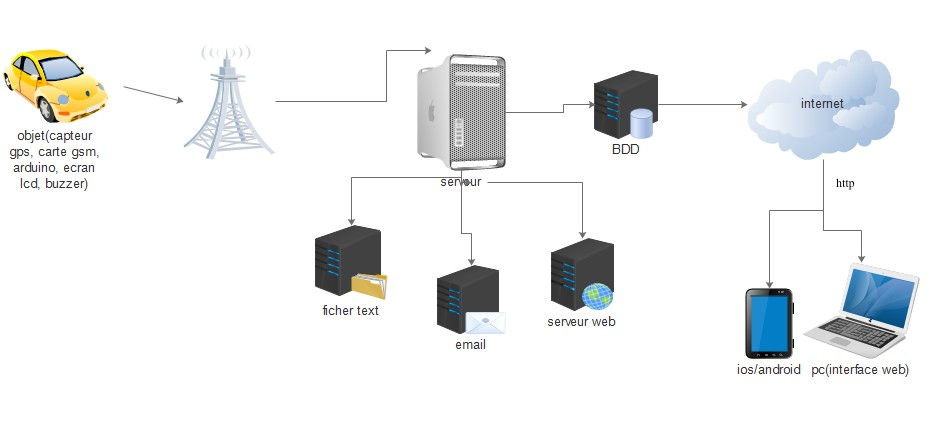 objet(capteur
gps, carte gsm,
arduino, ecran
lcd, buzzer)
serveur
BDD
internet
http
ficher text
email
serveur web
ios/android
pc(interface web)